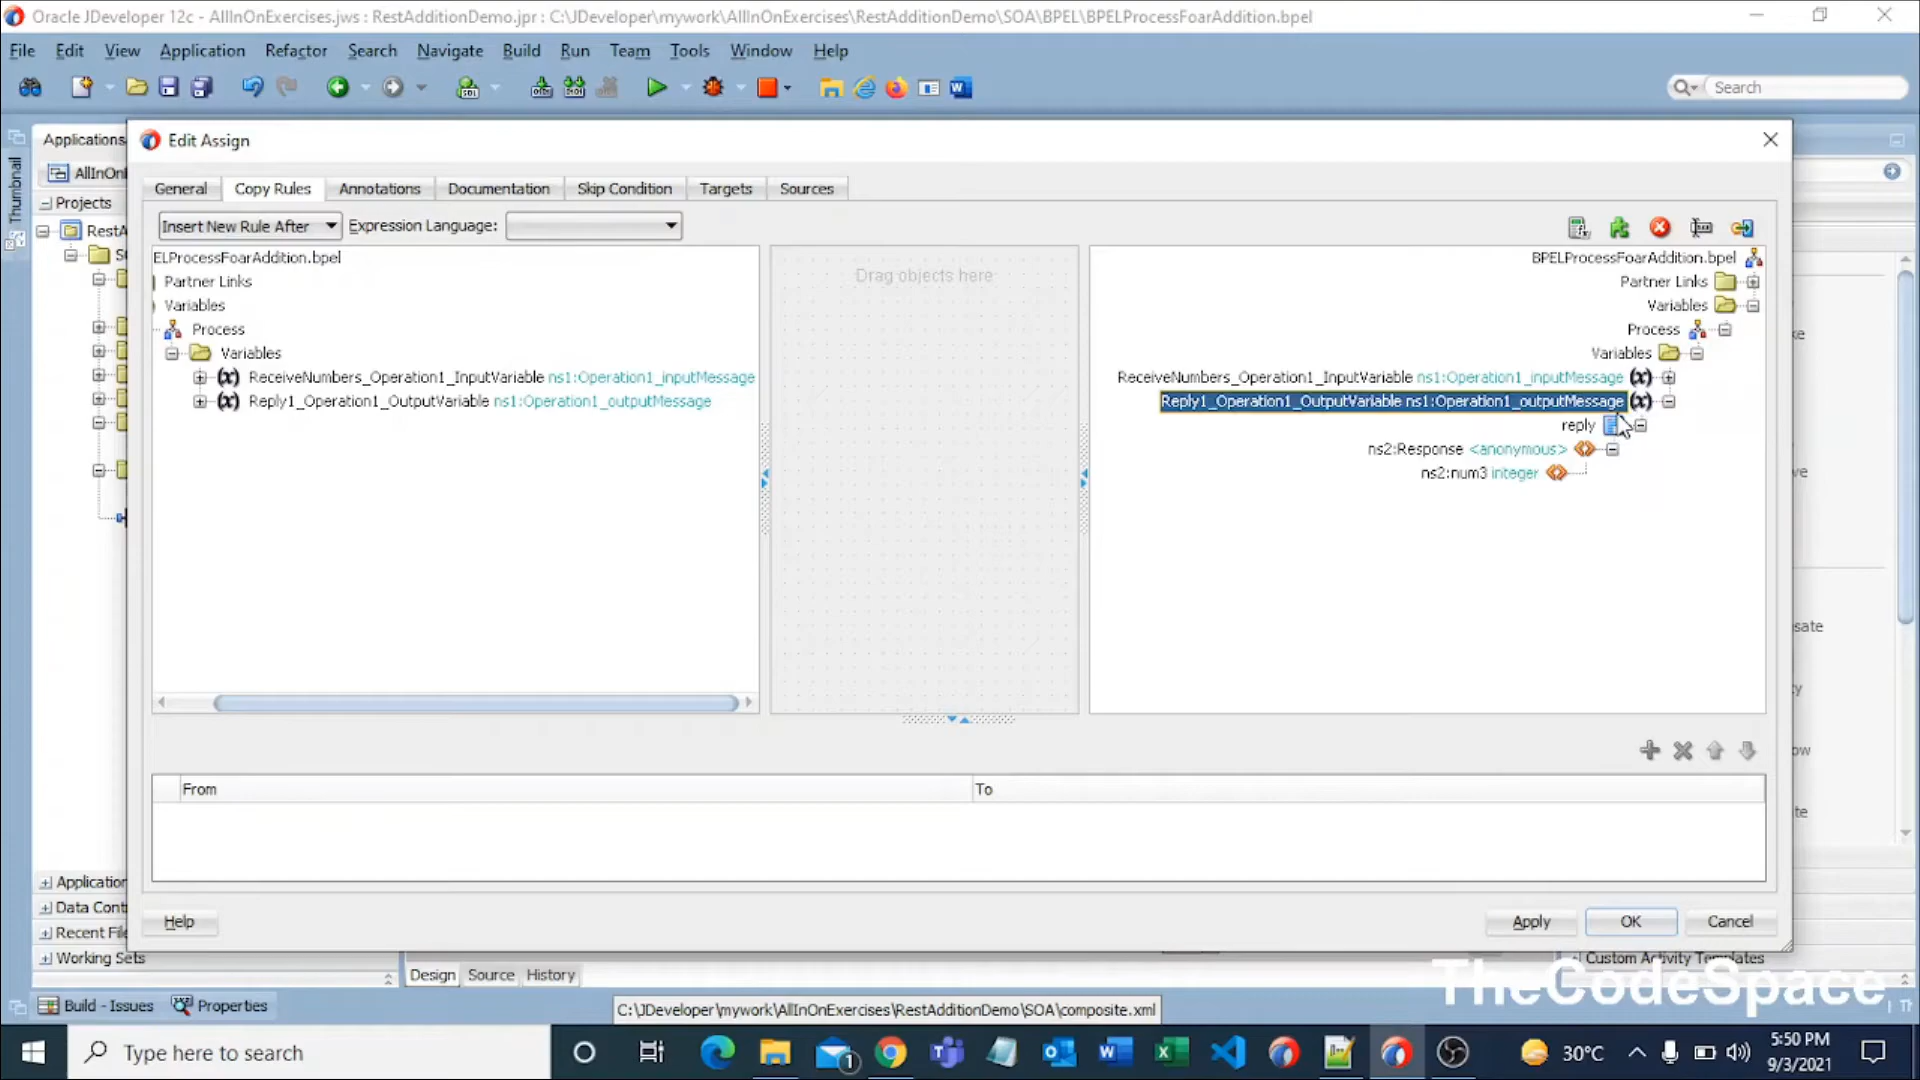 Oracle JDeveloper 12c - AllInOnExercises.jws : RestAdditionDemo.jpr : C:\JDeveloper\mywork\AllInOnExercises\RestAdditionDemo\SOA\BPEL\BPELProcessFoarAddition.bpel
File Edit View Application Refactor Search Navigate Build Run Team Tools Window Help
Search
Applications
Edit Assign
Thumbnail
AllInOnl
Projects
RestA
General Copy Rules Annotations Documentation Skip Condition Targets Sources
Insert New Rule After Expression Language:
ELProcessFoarAddition.bpel
Partner Links
Variables
Process
Variables
ReceiveNumbers_Operation1_InputVariable ns1:Operation1_inputMessage
Reply1_Operation1_OutputVariable ns1:Operation1_outputMessage
Drag objects here
BPELProcessFoarAddition.bpel
Partner Links
Variables
Process
Variables
ReceiveNumbers_Operation1_InputVariable ns1:Operation1_inputMessage
Reply1_Operation1_OutputVariable ns1:Operation1_outputMessage
reply
ns2:Response <anonymous>
ns2:num3 integer
From To
Application
Data Cont
Recent File
Working Sets
Help Apply OK Cancel
Design Source History
Custom Activity Templates
TheCodeSpace
Build - Issues Properties
C:\JDeveloper\mywork\AllInOnExercises\RestAdditionDemo\SOA\composite.xml
Type here to search
1
30°C
5:50 PM
9/3/2021